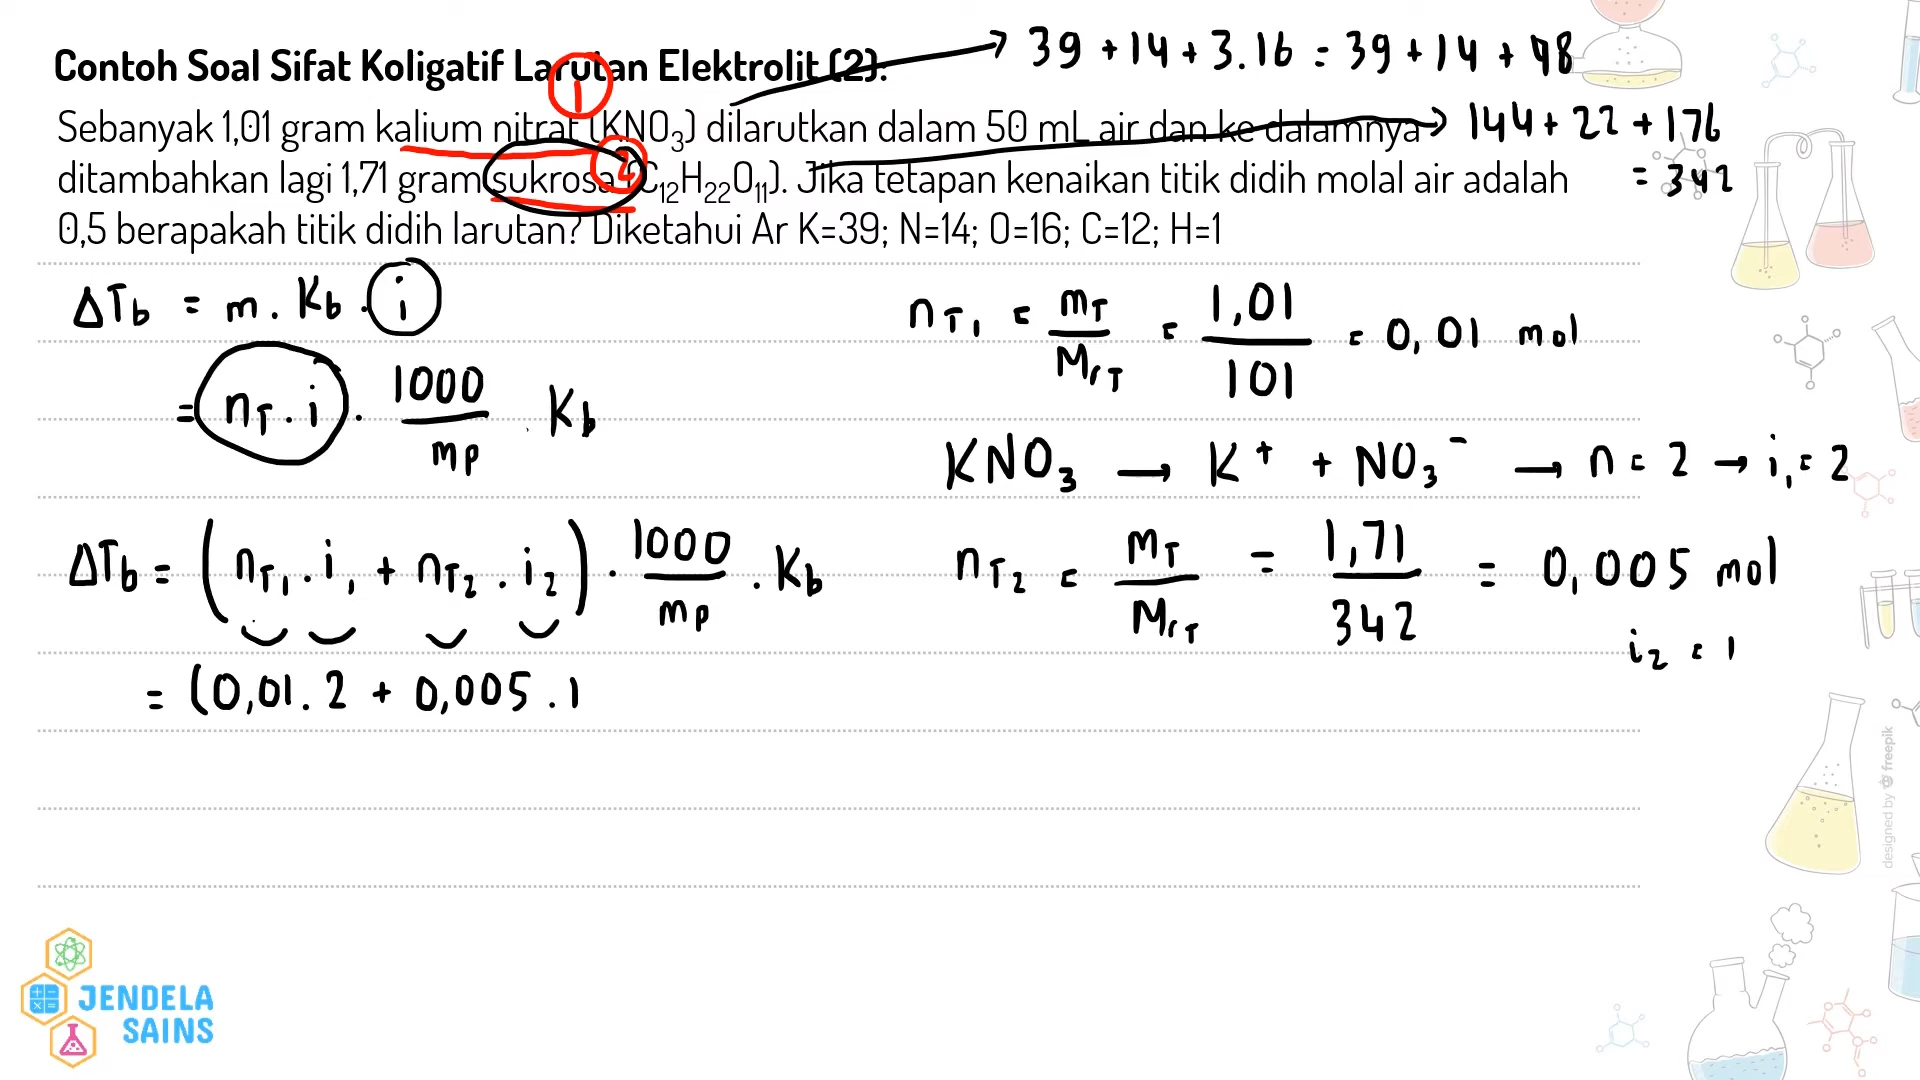 Contoh Soal Sifat Koligatif Larutan Elektrolit (2):
→ 39 + 14 + 3.16 = 39 + 14 + 48
1
Sebanyak 1,01 gram kalium nitrat (KNO₃) dilarutkan dalam 50 mL air dan ke dalamnya
→ 144 + 22 + 176
= 342
2
ditambahkan lagi 1,71 gram sukrosa (C₁₂H₂₂O₁₁). Jika tetapan kenaikan titik didih molal air adalah
0,5 berapakah titik didih larutan? Diketahui Ar K=39; N=14; O=16; C=12; H=1
ΔTb = m . Kb . i
= nT . i . 1000/mp . Kb
ΔTb = (nT₁ . i₁ + nT₂ . i₂) . 1000/mp . Kb
= (0,01 . 2 + 0,005 . 1
nT₁ = mT/MrT = 1,01/101 = 0,01 mol
KNO₃ → K⁺ + NO₃⁻ → n = 2 → i₁ = 2
nT₂ = mT/MrT = 1,71/342 = 0,005 mol
i₂ = 1
JENDELA
SAINS
designed by freepik